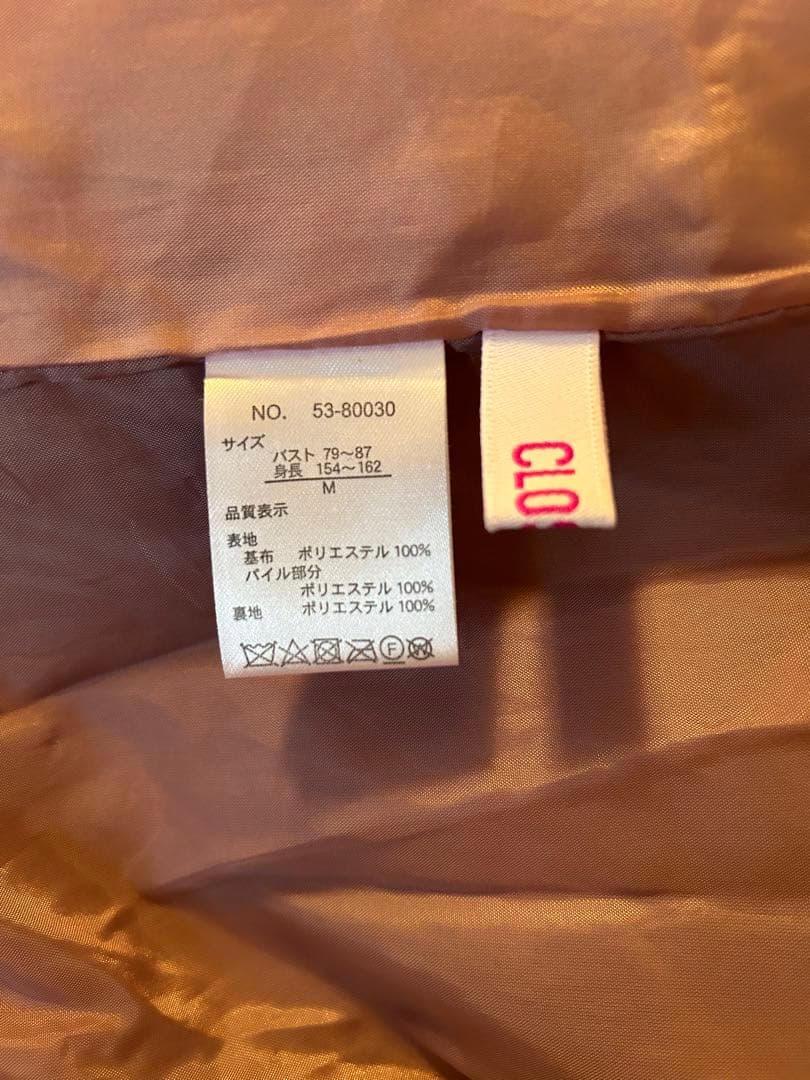 NO. 53-80030
サイズ
バスト 79～87
身長 154～162
M
品質表示
表地
基布 ポリエステル 100%
パイル部分
ポリエステル 100%
裏地 ポリエステル 100%
F W
CLO